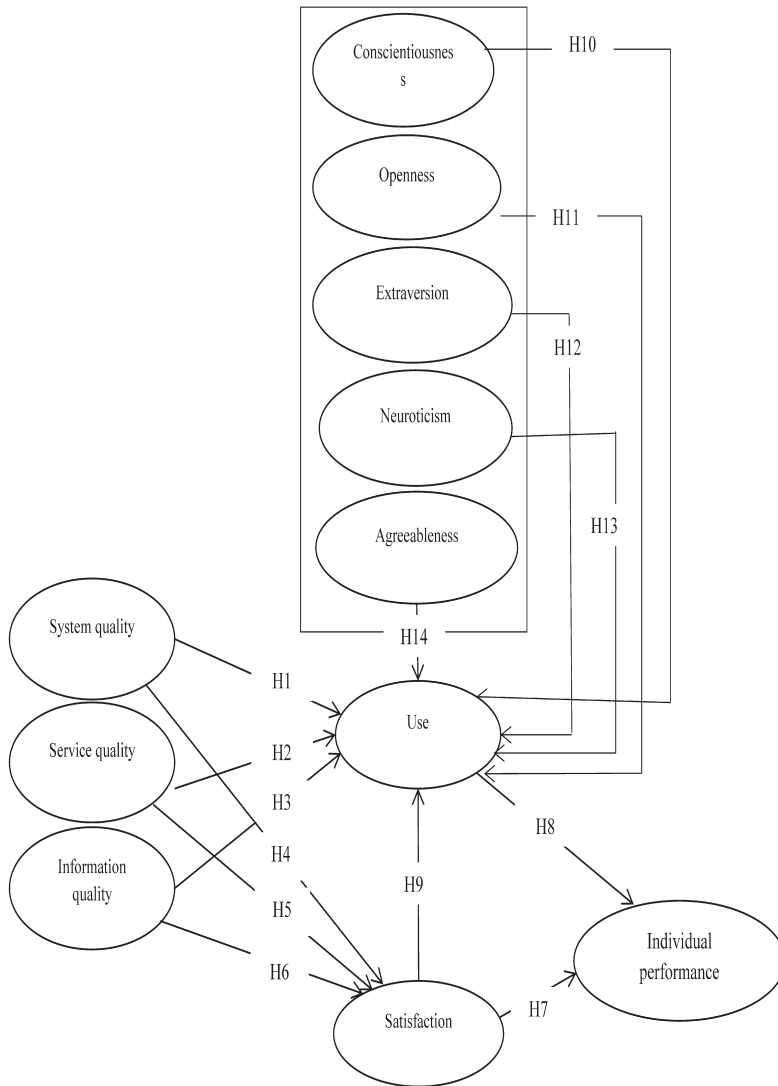 Conscientiousnes
s
H10
Openness
H11
Extraversion
H12
Neuroticism
H13
Agreeableness
H14
System quality
H1
Use
Service quality
H2
H3
H8
Information
quality
H4
H9
H5
Individual
performance
H6
Satisfaction
H7